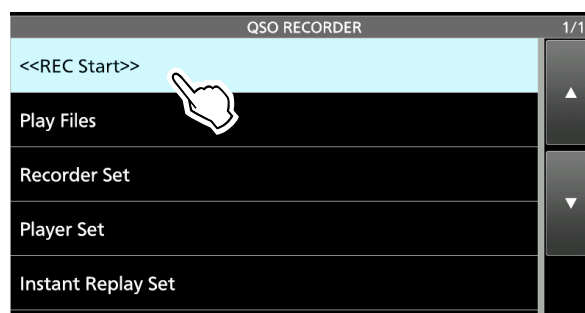 QSO RECORDER 1/1
<<REC Start>>
Play Files
Recorder Set
Player Set
Instant Replay Set